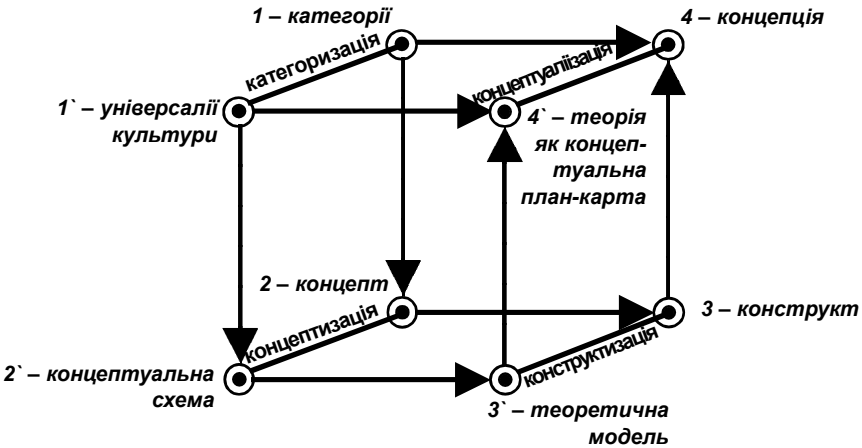 1 – категорії
4 – концепція
категоризація
концептуаліізація
1` – універсалії
культури
4` – теорія
як концеп-
туальна
план-карта
2 – концепт
3 – конструкт
концептизація
конструктизація
2` – концептуальна
схема
3` – теоретична
модель